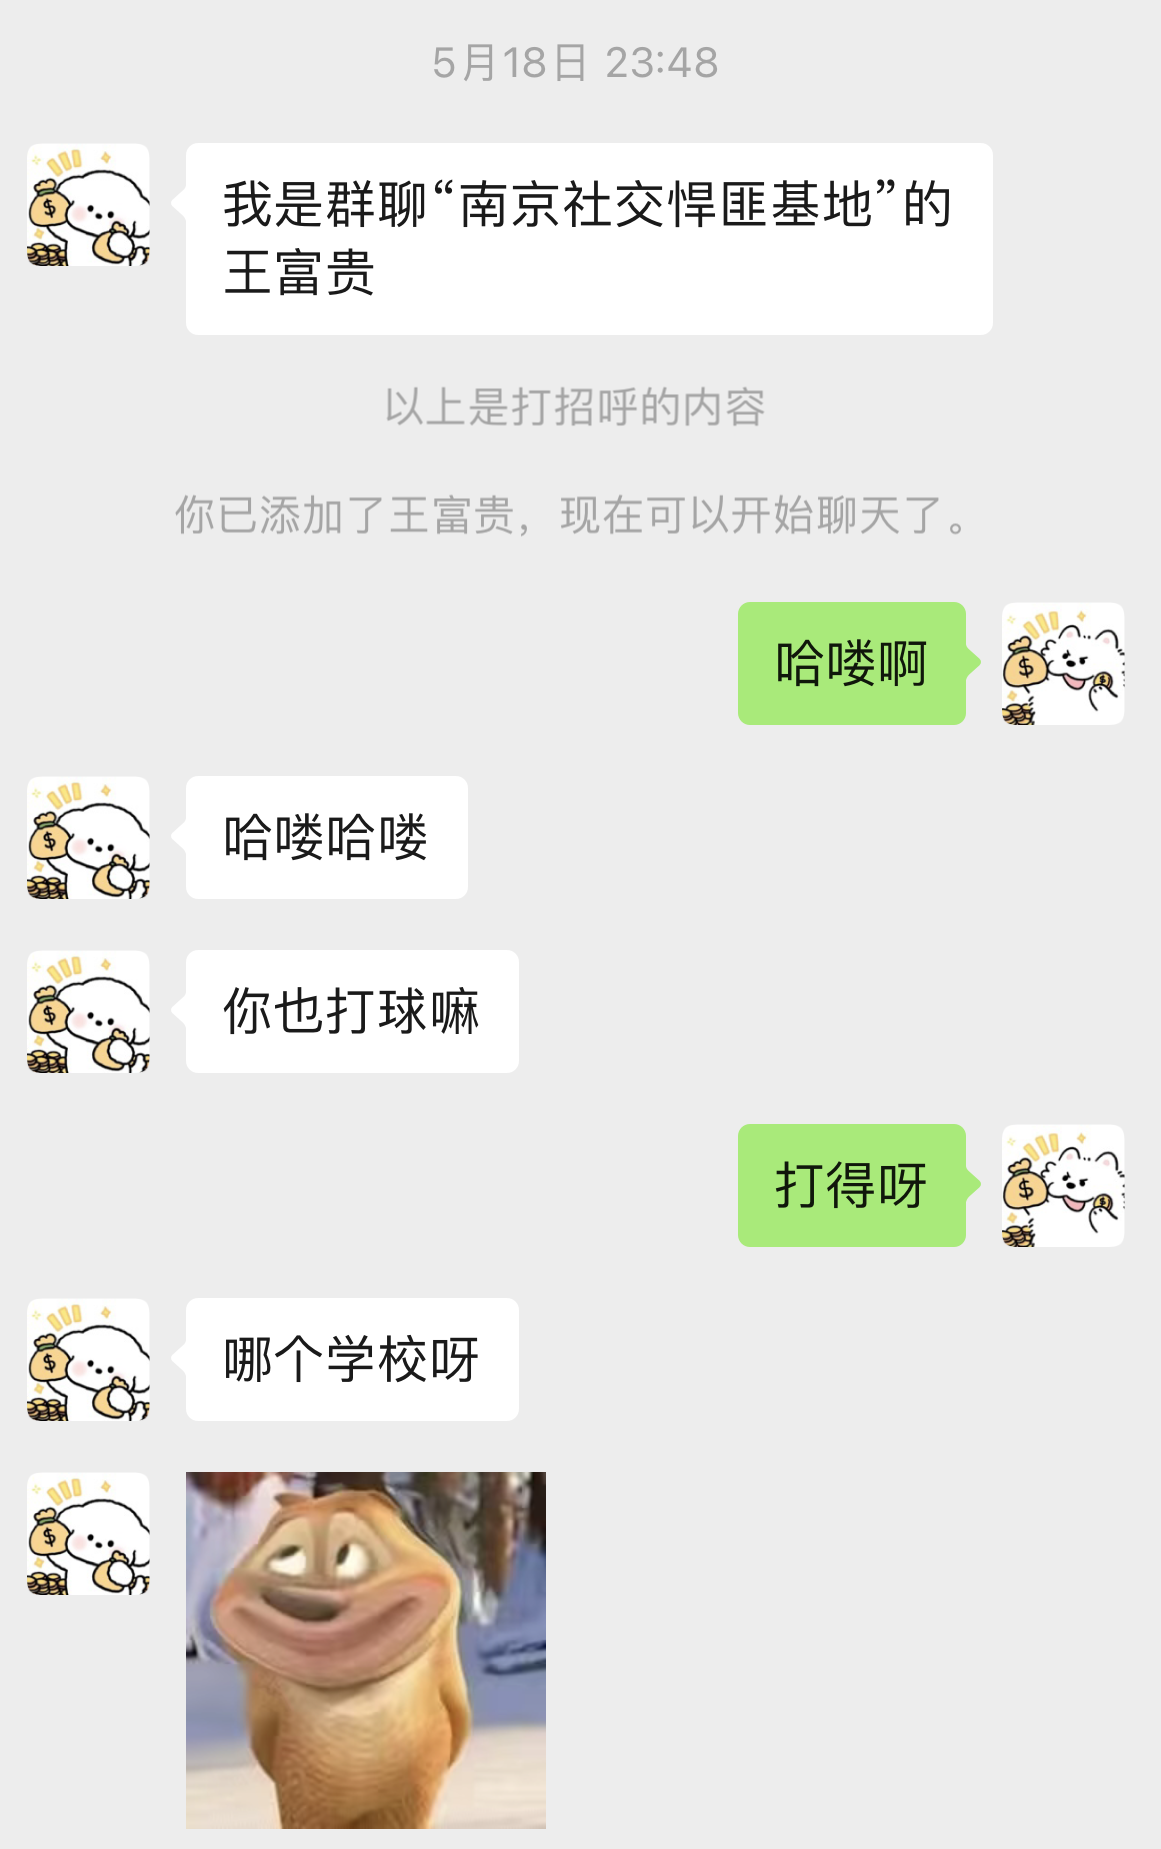 5月18日 23:48
我是群聊“南京社交悍匪基地”的
王富贵
以上是打招呼的内容
你已添加了王富贵，现在可以开始聊天了。
哈喽啊
哈喽哈喽
你也打球嘛
打得呀
哪个学校呀